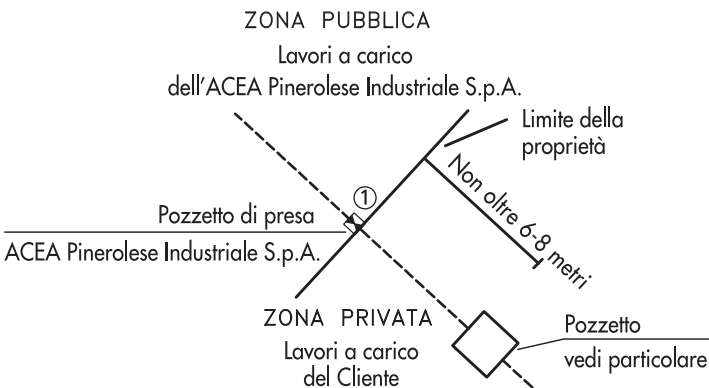 ZONA PUBBLICA
Lavori a carico
dell'ACEA Pinerolese Industriale S.p.A.
Limite della
proprietà
Non oltre 6-8 metri
①
Pozzetto di presa
ACEA Pinerolese Industriale S.p.A.
ZONA PRIVATA
Lavori a carico
del Cliente
Pozzetto
vedi particolare